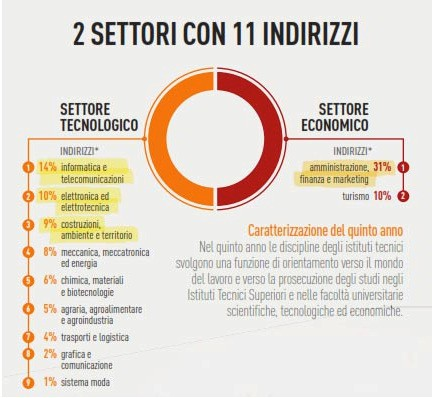 2 SETTORI CON 11 INDIRIZZI
SETTORE
TECNOLOGICO
INDIRIZZI*
1 14% informatica e
telecomunicazioni
2 10% elettronica ed
elettrotecnica
3 9% costruzioni,
ambiente e territorio
4 8% meccanica, meccatronica
ed energia
5 6% chimica, materiali
e biotecnologie
6 5% agraria, agroalimentare
e agroindustria
7 4% trasporti e logistica
8 2% grafica e
comunicazione
9 1% sistema moda
SETTORE
ECONOMICO
INDIRIZZI*
amministrazione, 31% 1
finanza e marketing
turismo 10% 2
Caratterizzazione del quinto anno
Nel quinto anno le discipline degli istituti tecnici
svolgono una funzione di orientamento verso il mondo
del lavoro e verso la prosecuzione degli studi negli
Istituti Tecnici Superiori e nelle facoltà universitarie
scientifiche, tecnologiche ed economiche.